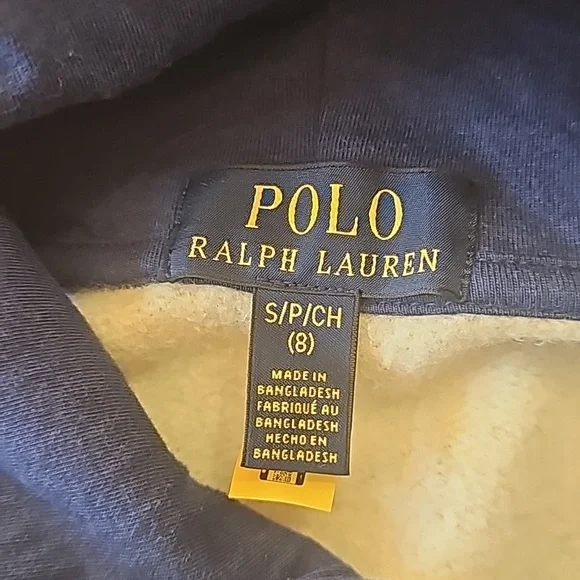 POLO
RALPH LAUREN
S/P/CH
(8)
MADE IN
BANGLADESH
FABRIQUÉ AU
BANGLADESH
HECHO EN
BANGLADESH